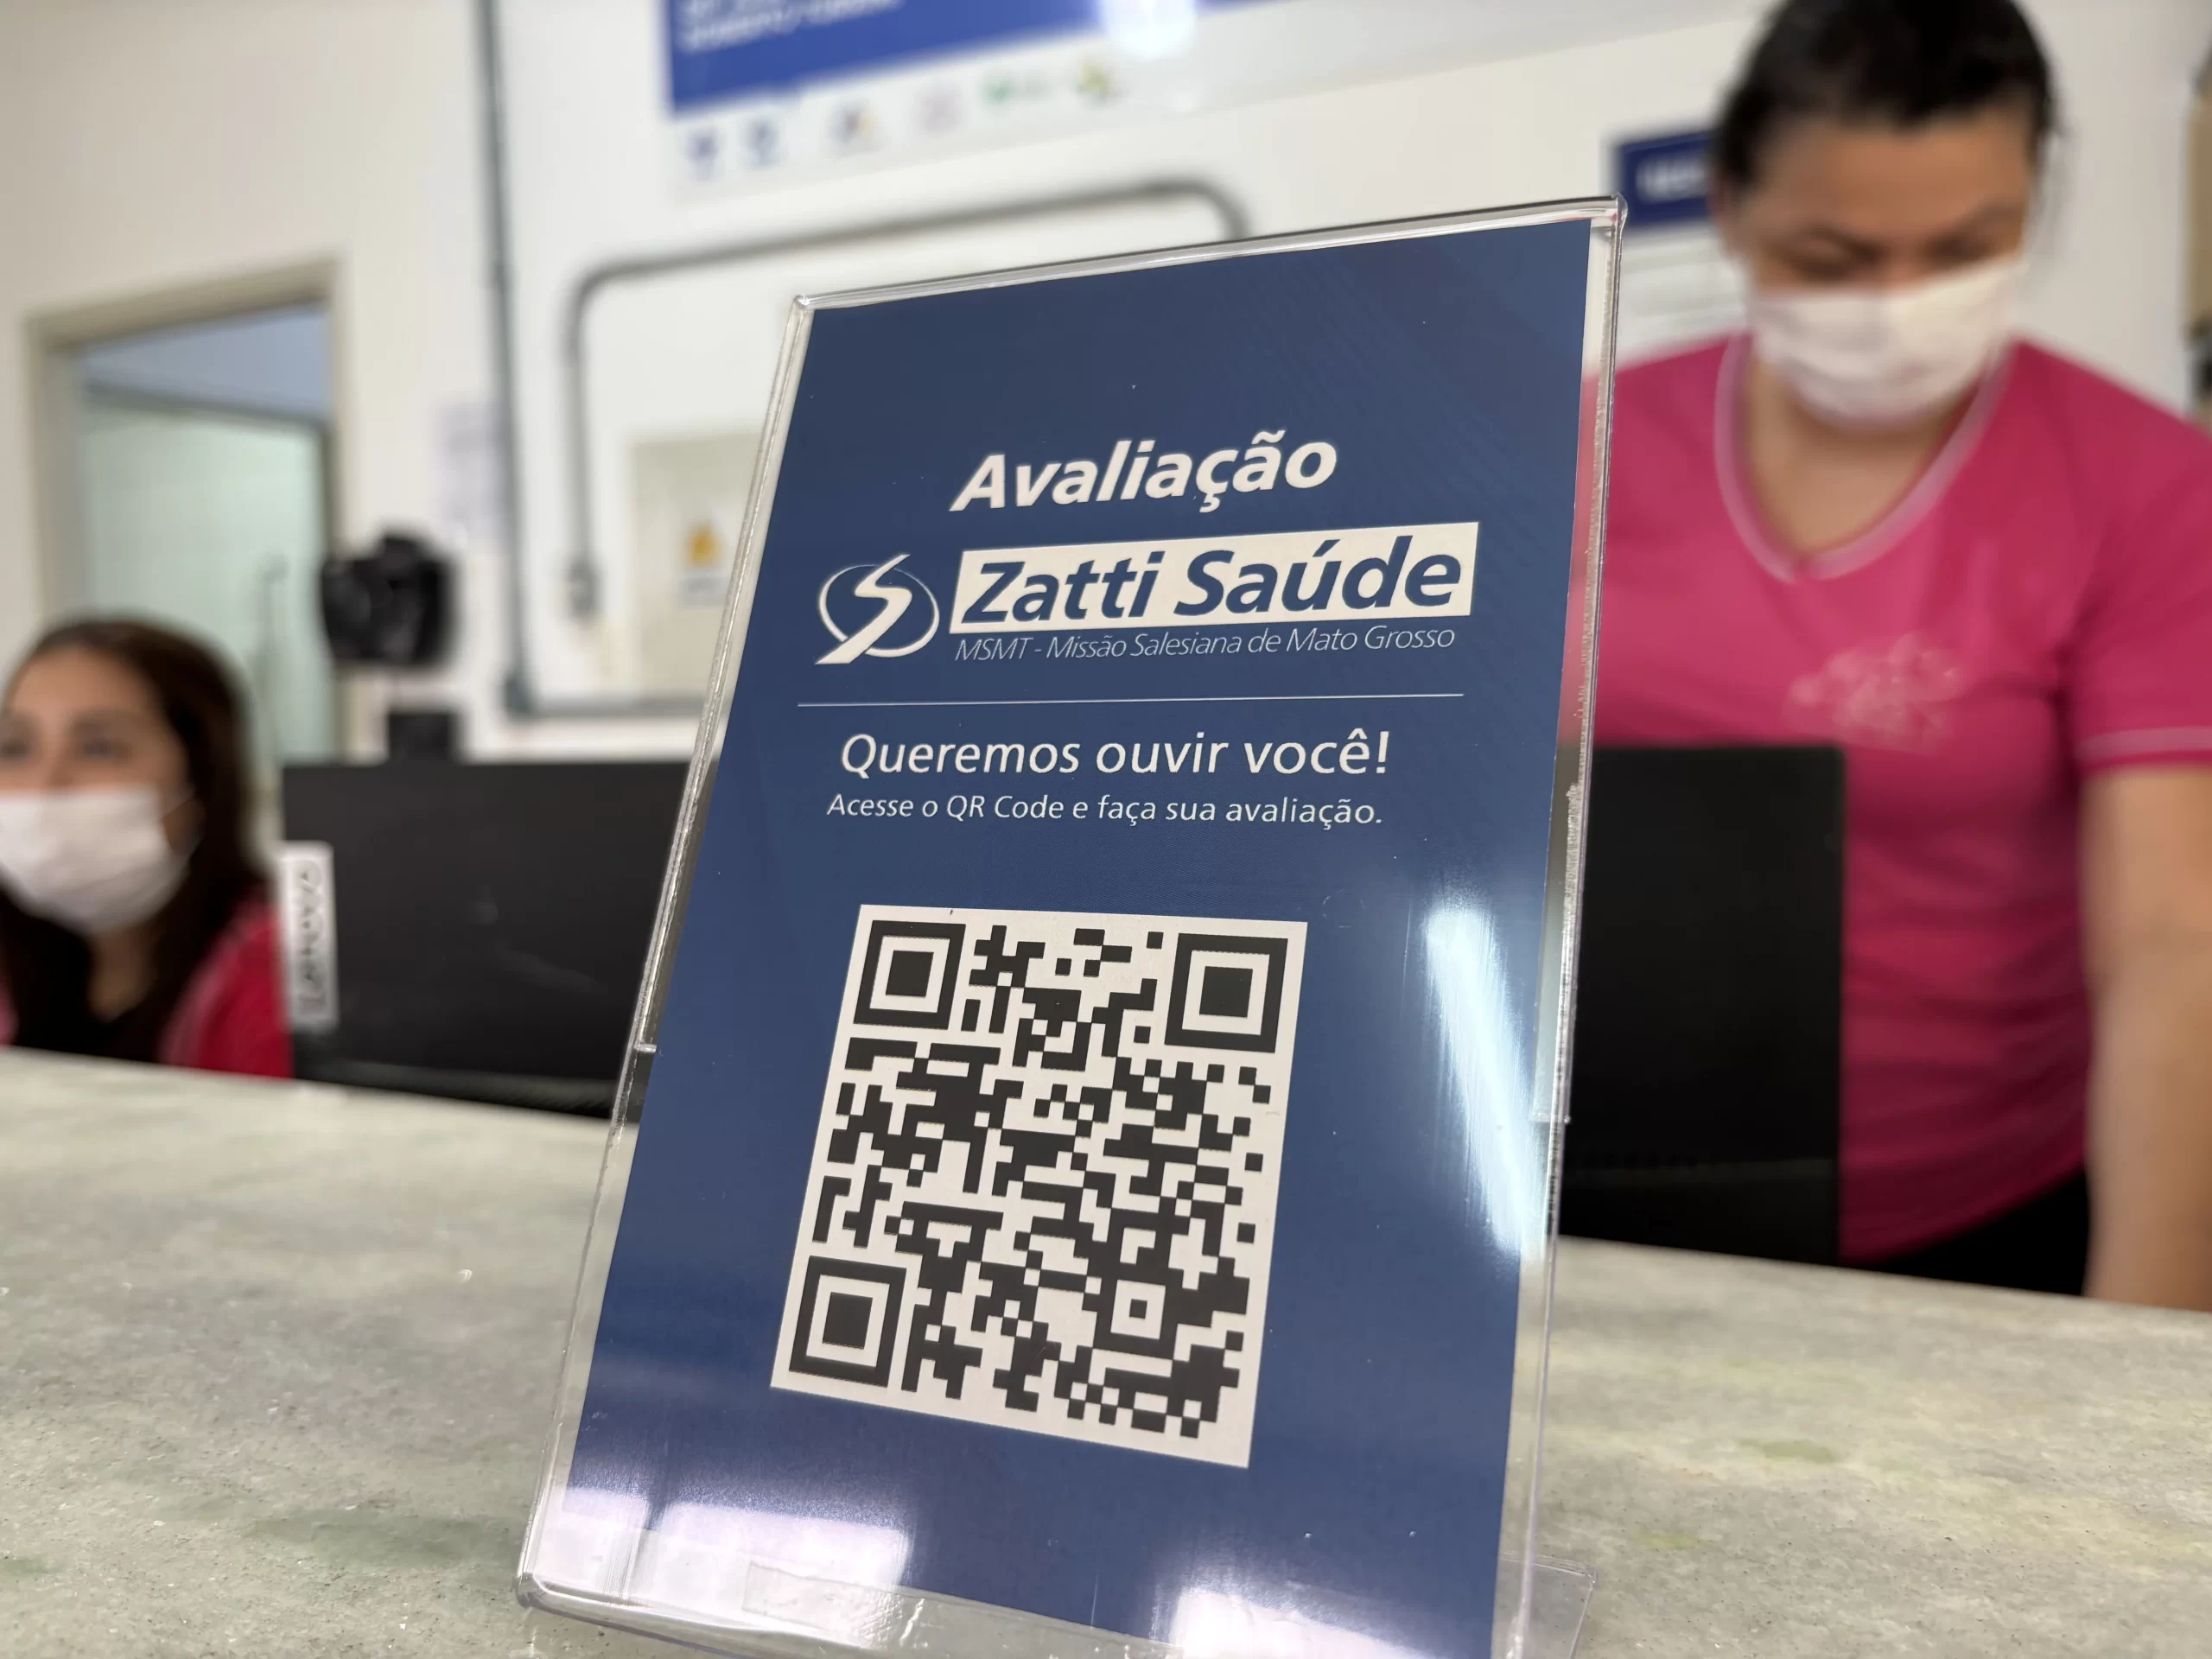 Avaliação
Zatti Saúde
MSMT - Missão Salesiana de Mato Grosso
Queremos ouvir você!
Acesse o QR Code e faça sua avaliação.